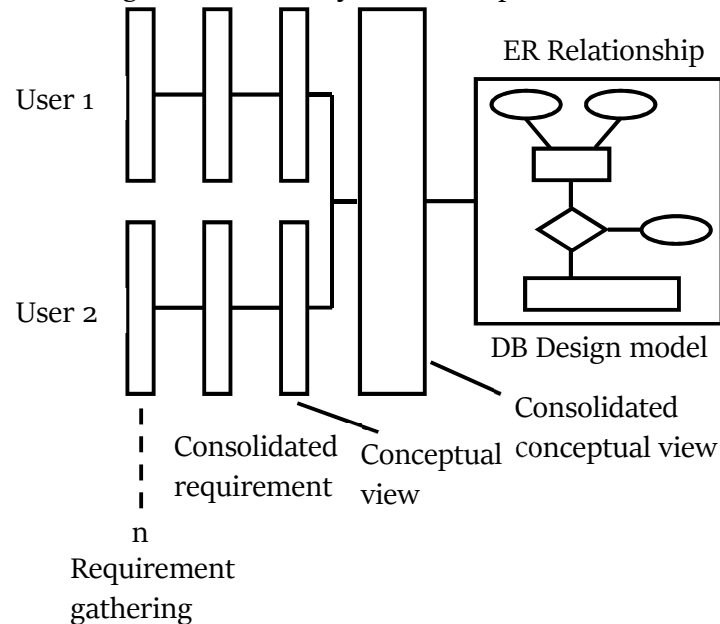 ER Relationship
User 1
User 2
DB Design model
Consolidated
conceptual view
Consolidated
requirement
Conceptual
view
n
Requirement
gathering